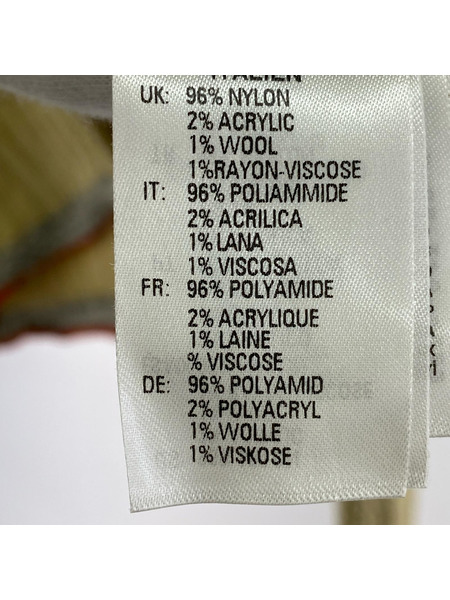 ITALIEN
UK: 96% NYLON
2% ACRYLIC
1% WOOL
1%RAYON-VISCOSE
IT: 96% POLIAMMIDE
2% ACRILICA
1% LANA
1% VISCOSA
FR: 96% POLYAMIDE
2% ACRYLIQUE
1% LAINE
% VISCOSE
DE: 96% POLYAMID
2% POLYACRYL
1% WOLLE
1% VISKOSE